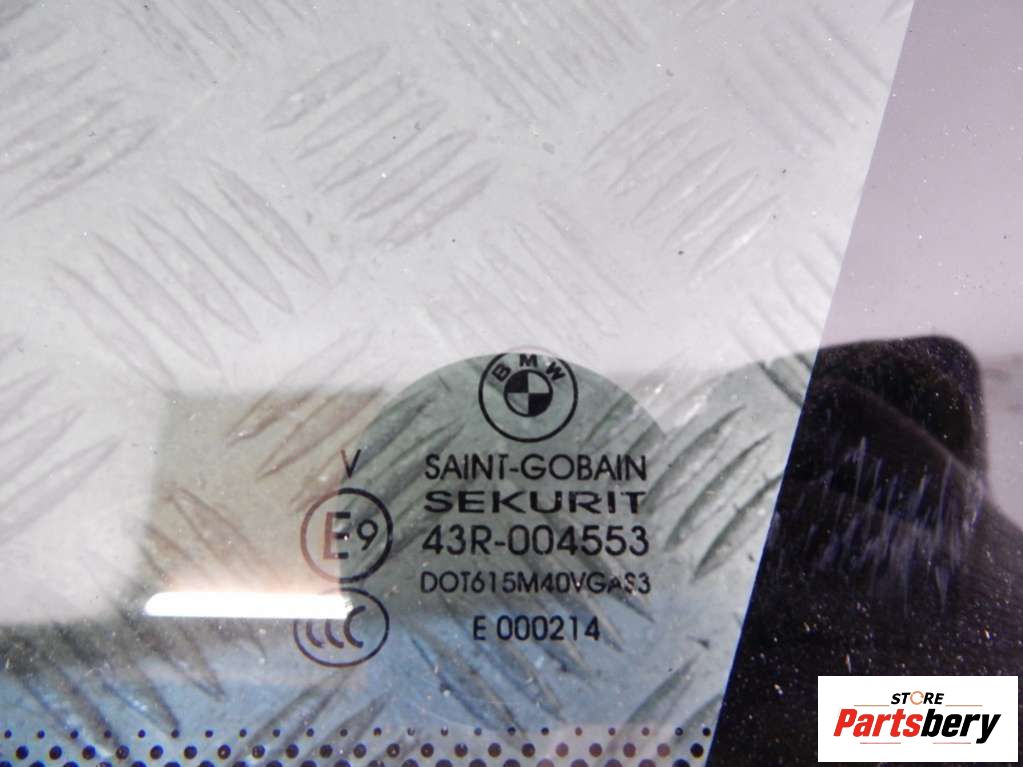 BMW
V
SAINT-GOBAIN
SEKURIT
E9
43R-004553
DOT615M40VGAS3
CCC
E 000214
STORE
Partsbery